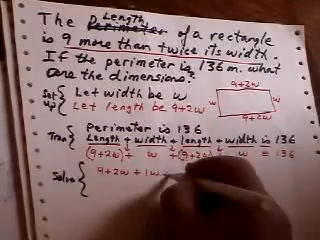 The Length of a rectangle
is 9 more than twice its width.
If the perimeter is 136 m. what
are the dimensions?
Set Up { Let width be w
Let length be 9+2w
9+2w
w w
9+2w
Tran { Perimeter is 136
Length + width + length + width is 136
(9+2w) + w + (9+2w) + w = 136
Solve { 9+2w + 1w +